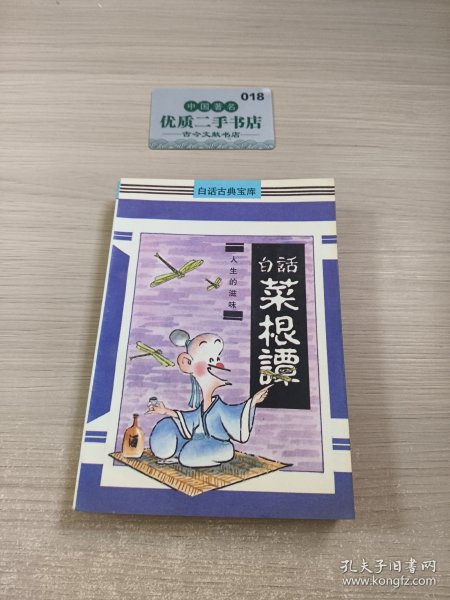 018
中国著名
优质二手书店
古今文献书店
白话古典宝库
人生的滋味
白話
菜根譚
酒
孔夫子旧书网
www.kongfz.com